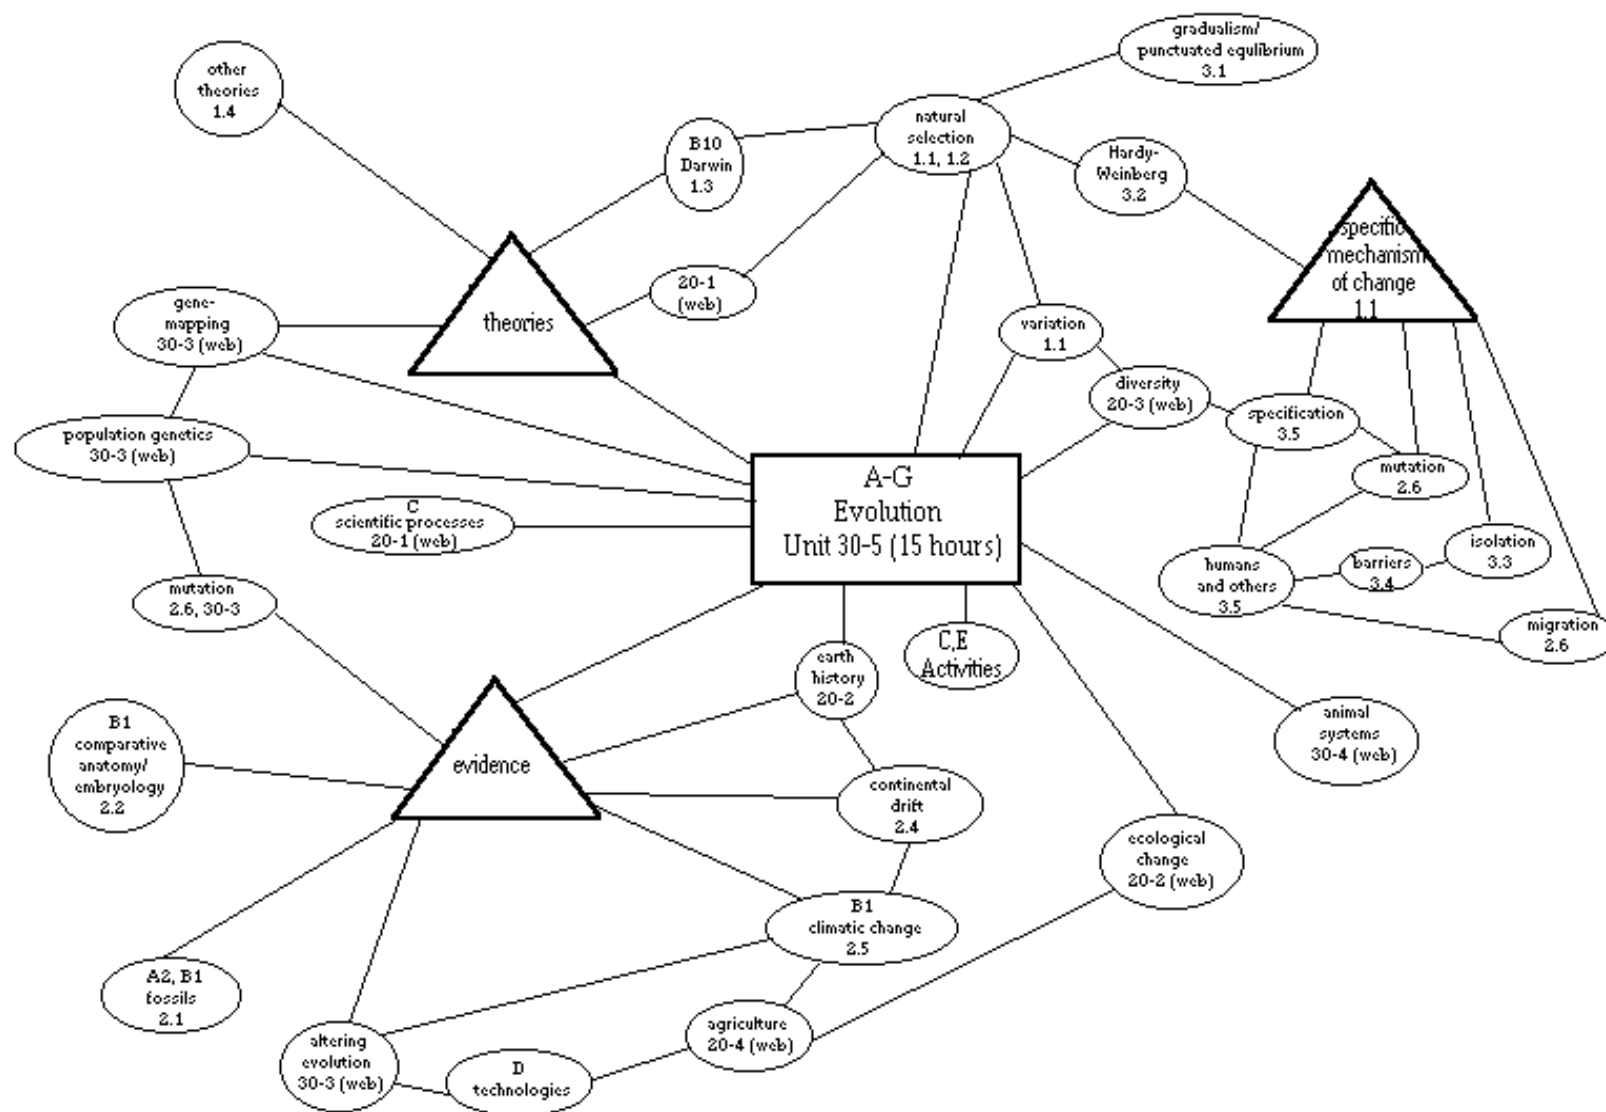 gradualism/
punctuated equlibrium
3.1
other
theories
1.4
natural
selection
1.1, 1.2
B10
Darwin
1.3
Hardy-
Weinberg
3.2
specific
mechanism
of change
1.1
20-1
(web)
gene-
mapping
30-3 (web)
theories
variation
1.1
diversity
20-3 (web)
specification
3.5
population genetics
30-3 (web)
mutation
2.6
A-G
Evolution
Unit 30-5 (15 hours)
C
scientific processes
20-1 (web)
isolation
3.3
barriers
3.4
humans
and others
3.5
mutation
2.6, 30-3
migration
2.6
earth
history
20-2
C,E
Activities
B1
comparative
anatomy/
embryology
2.2
animal
systems
30-4 (web)
evidence
continental
drift
2.4
ecological
change
20-2 (web)
B1
climatic change
2.5
A2, B1
fossils
2.1
agriculture
20-4 (web)
altering
evolution
30-3 (web)
D
technologies